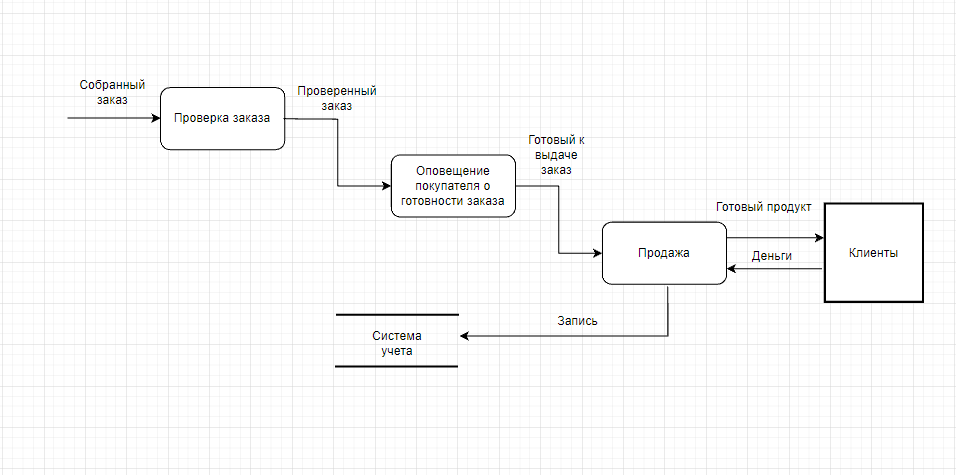 Собранный
заказ
Проверка заказа
Проверенный
заказ
Оповещение
покупателя о
готовности заказа
Готовый к
выдаче
заказ
Продажа
Готовый продукт
Деньги
Клиенты
Запись
Система
учета